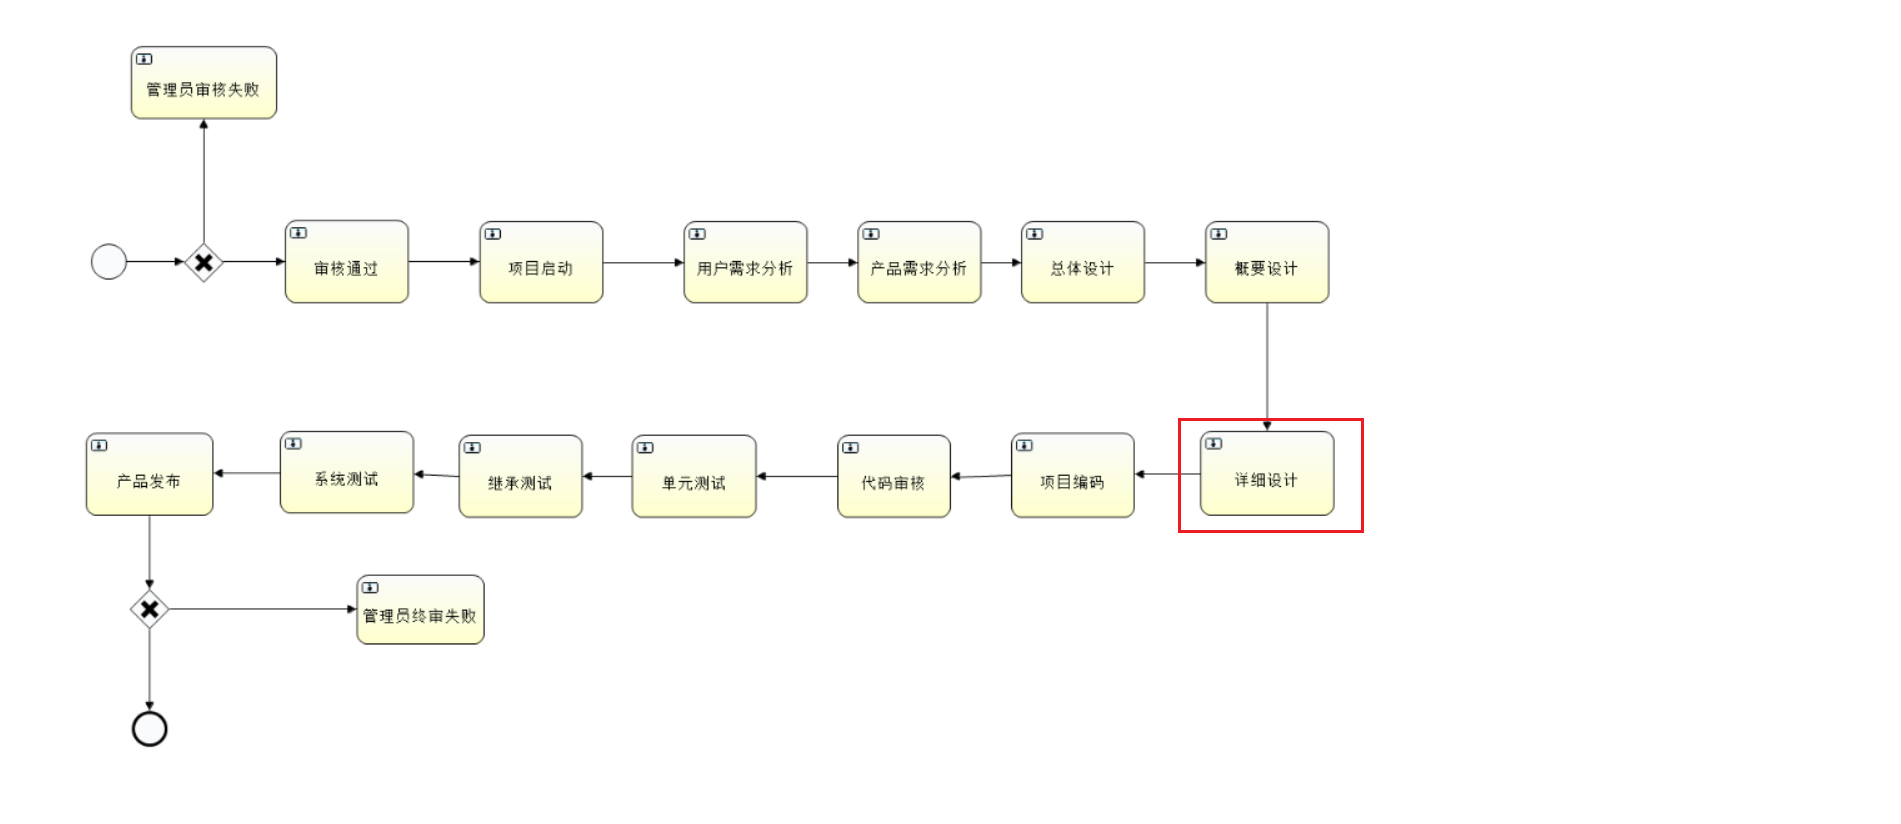 管理员审核失败
审核通过
项目启动
用户需求分析
产品需求分析
总体设计
概要设计
详细设计
项目编码
代码审核
单元测试
继承测试
系统测试
产品发布
管理员终审失败